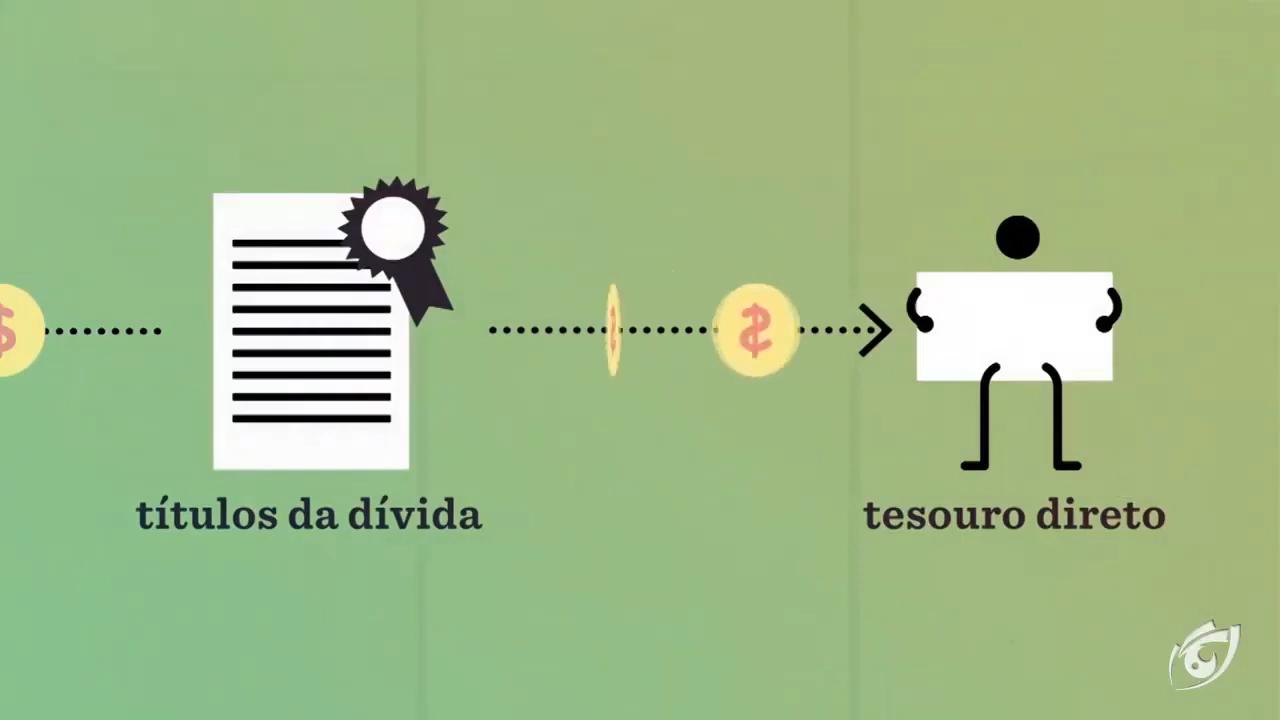 $
$
títulos da dívida
tesouro direto